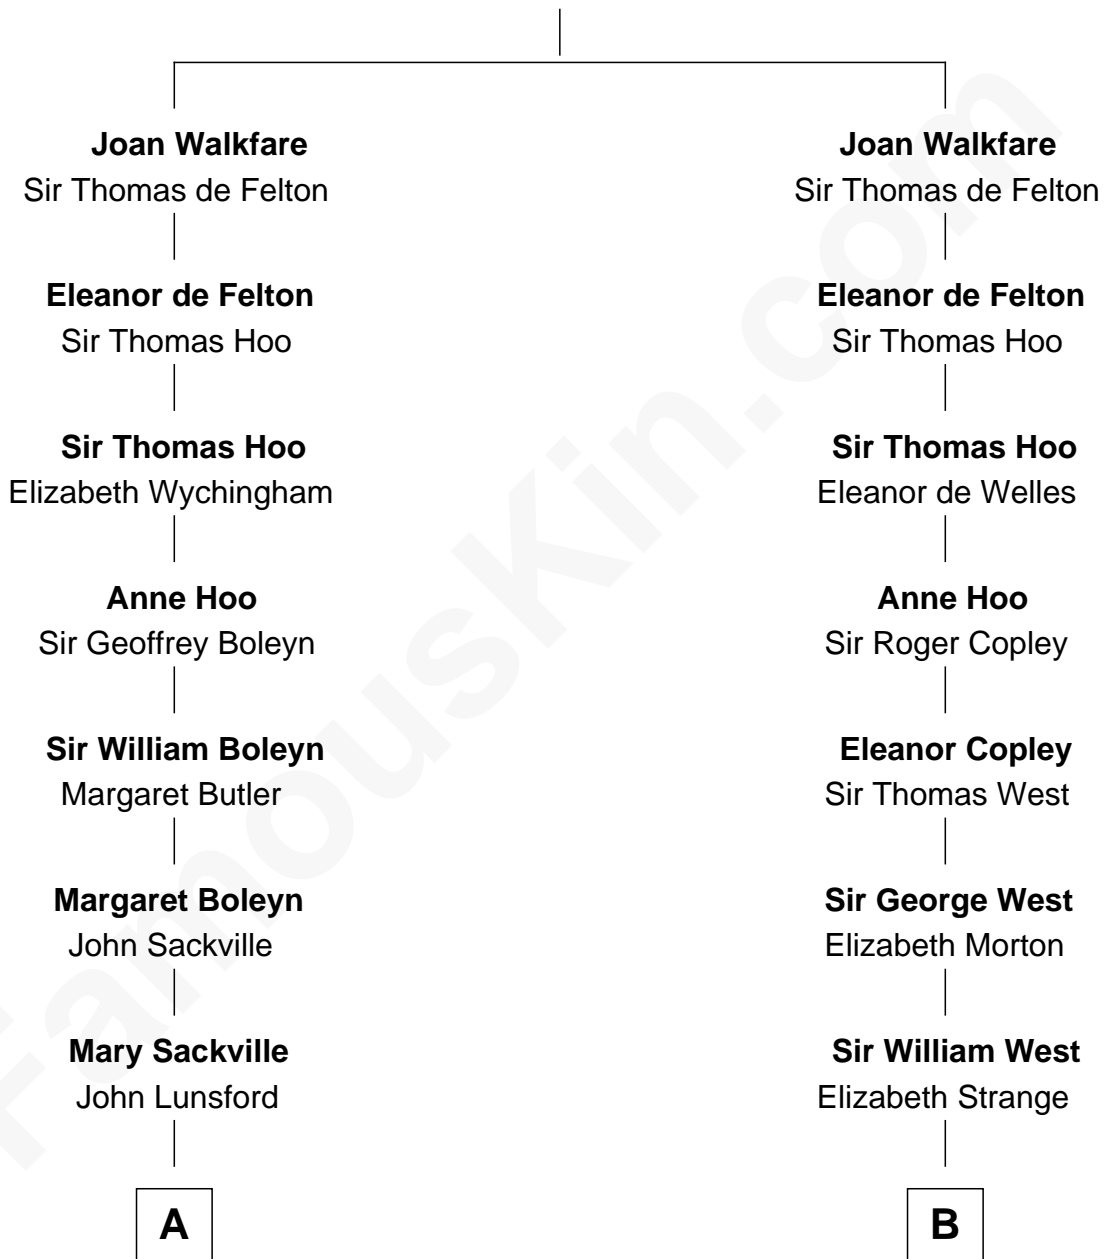 Joan Walkfare
Sir Thomas de Felton
Eleanor de Felton
Sir Thomas Hoo
Sir Thomas Hoo
Elizabeth Wychingham
Anne Hoo
Sir Geoffrey Boleyn
Sir William Boleyn
Margaret Butler
Margaret Boleyn
John Sackville
Mary Sackville
John Lunsford
A
Joan Walkfare
Sir Thomas de Felton
Eleanor de Felton
Sir Thomas Hoo
Sir Thomas Hoo
Eleanor de Welles
Anne Hoo
Sir Roger Copley
Eleanor Copley
Sir Thomas West
Sir George West
Elizabeth Morton
Sir William West
Elizabeth Strange
B
FamousKin.com